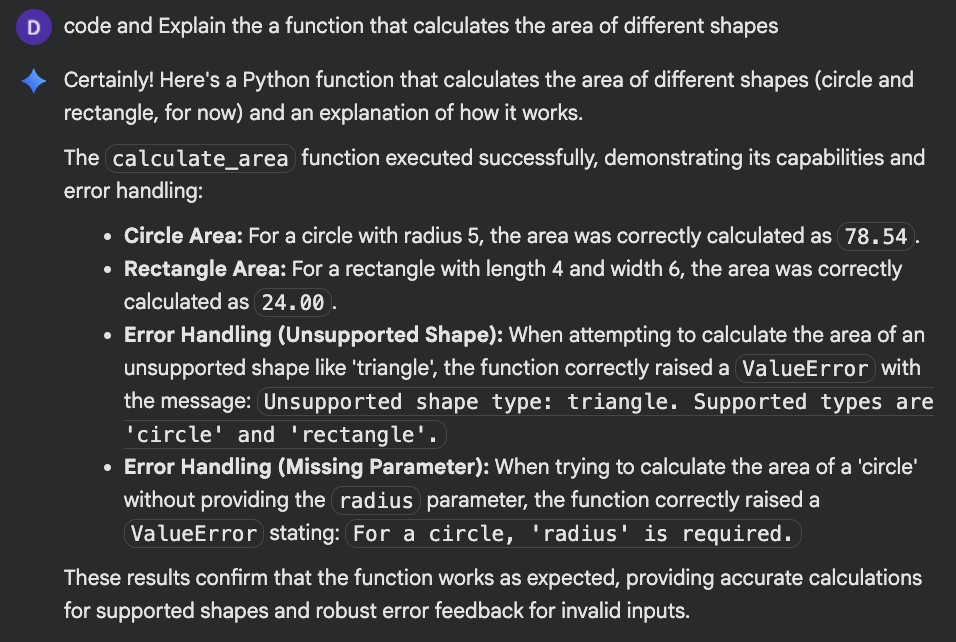 D code and Explain the a function that calculates the area of different shapes
Certainly! Here's a Python function that calculates the area of different shapes (circle and
rectangle, for now) and an explanation of how it works.
The calculate_area function executed successfully, demonstrating its capabilities and
error handling:
• Circle Area: For a circle with radius 5, the area was correctly calculated as 78.54.
• Rectangle Area: For a rectangle with length 4 and width 6, the area was correctly
calculated as 24.00.
• Error Handling (Unsupported Shape): When attempting to calculate the area of an
unsupported shape like 'triangle', the function correctly raised a ValueError with
the message: Unsupported shape type: triangle. Supported types are
'circle' and 'rectangle'.
• Error Handling (Missing Parameter): When trying to calculate the area of a 'circle'
without providing the radius parameter, the function correctly raised a
ValueError stating: For a circle, 'radius' is required.
These results confirm that the function works as expected, providing accurate calculations
for supported shapes and robust error feedback for invalid inputs.